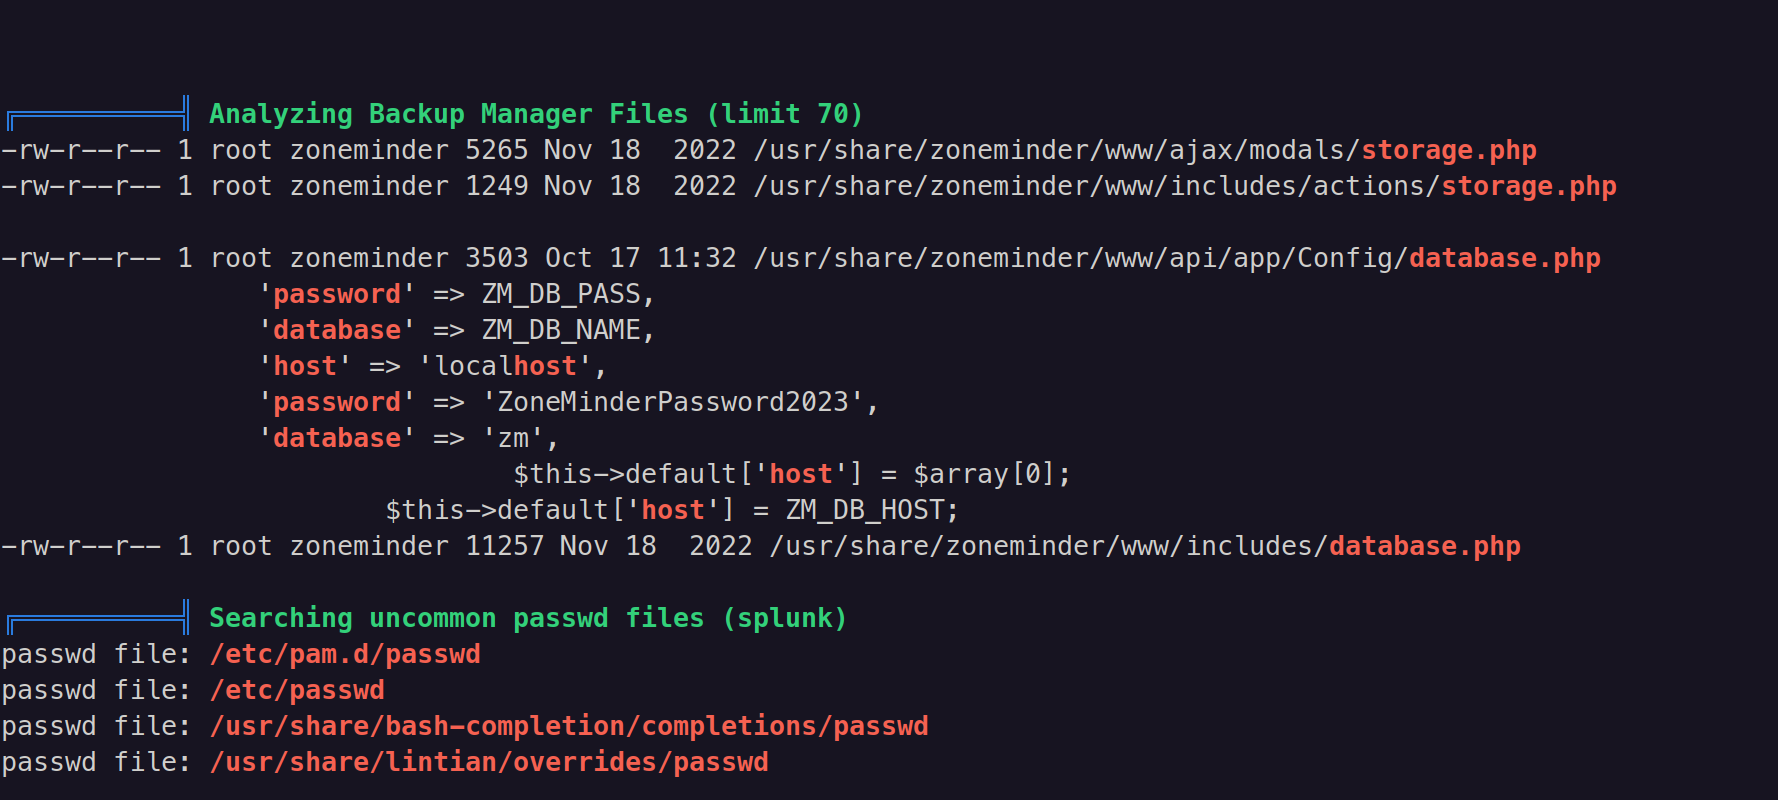 ╔══════════╣ Analyzing Backup Manager Files (limit 70)
-rw-r--r-- 1 root zoneminder 5265 Nov 18  2022 /usr/share/zoneminder/www/ajax/modals/storage.php
-rw-r--r-- 1 root zoneminder 1249 Nov 18  2022 /usr/share/zoneminder/www/includes/actions/storage.php

-rw-r--r-- 1 root zoneminder 3503 Oct 17 11:32 /usr/share/zoneminder/www/api/app/Config/database.php
                'password' => ZM_DB_PASS,
                'database' => ZM_DB_NAME,
                'host' => 'localhost',
                'password' => 'ZoneMinderPassword2023',
                'database' => 'zm',
                                $this->default['host'] = $array[0];
                        $this->default['host'] = ZM_DB_HOST;
-rw-r--r-- 1 root zoneminder 11257 Nov 18  2022 /usr/share/zoneminder/www/includes/database.php

╔══════════╣ Searching uncommon passwd files (splunk)
passwd file: /etc/pam.d/passwd
passwd file: /etc/passwd
passwd file: /usr/share/bash-completion/completions/passwd
passwd file: /usr/share/lintian/overrides/passwd